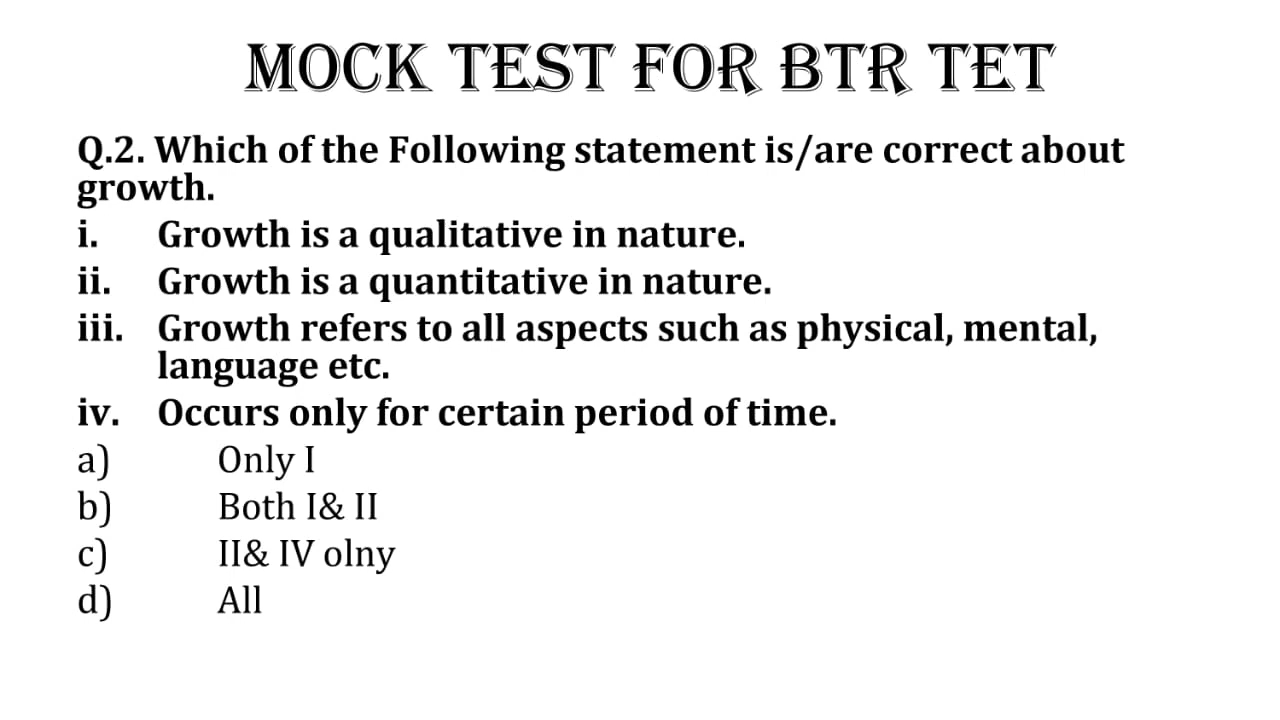 MOCK TEST FOR BTR TET
Q.2. Which of the Following statement is/are correct about
growth.
i. Growth is a qualitative in nature.
ii. Growth is a quantitative in nature.
iii. Growth refers to all aspects such as physical, mental,
language etc.
iv. Occurs only for certain period of time.
a) Only I
b) Both I& II
c) II& IV olny
d) All